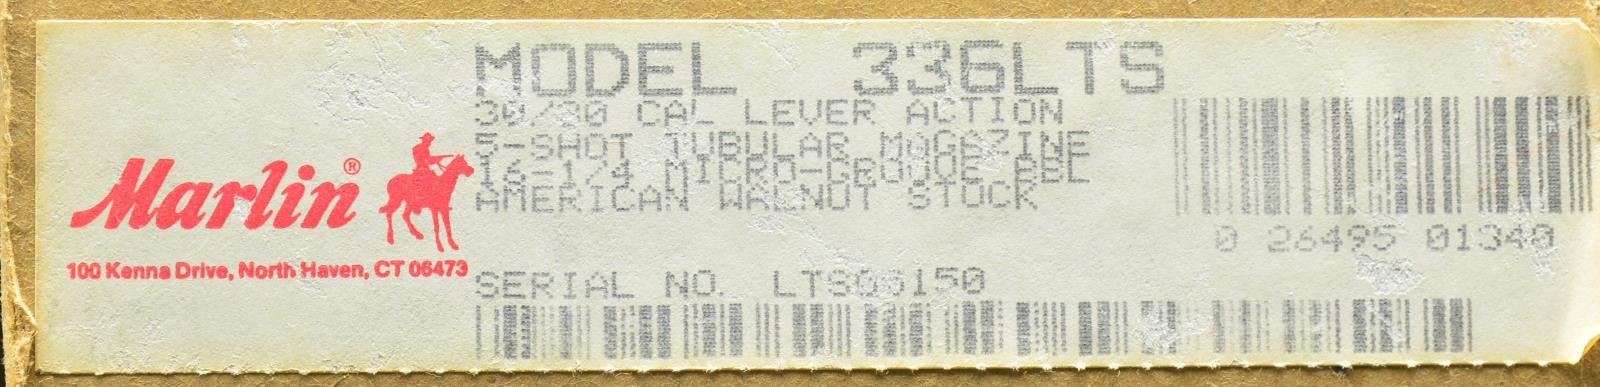 MODEL 336LTS
30/30 CAL LEVER ACTION
5-SHOT TUBULAR MAGEZINE
16-1/4 MICRO-GROOVE BBL
AMERICAN WALNUT STOCK
Marlin®
100 Kenna Drive, North Haven, CT 06473
0 26495 01340
SERIAL NO. LTS06150